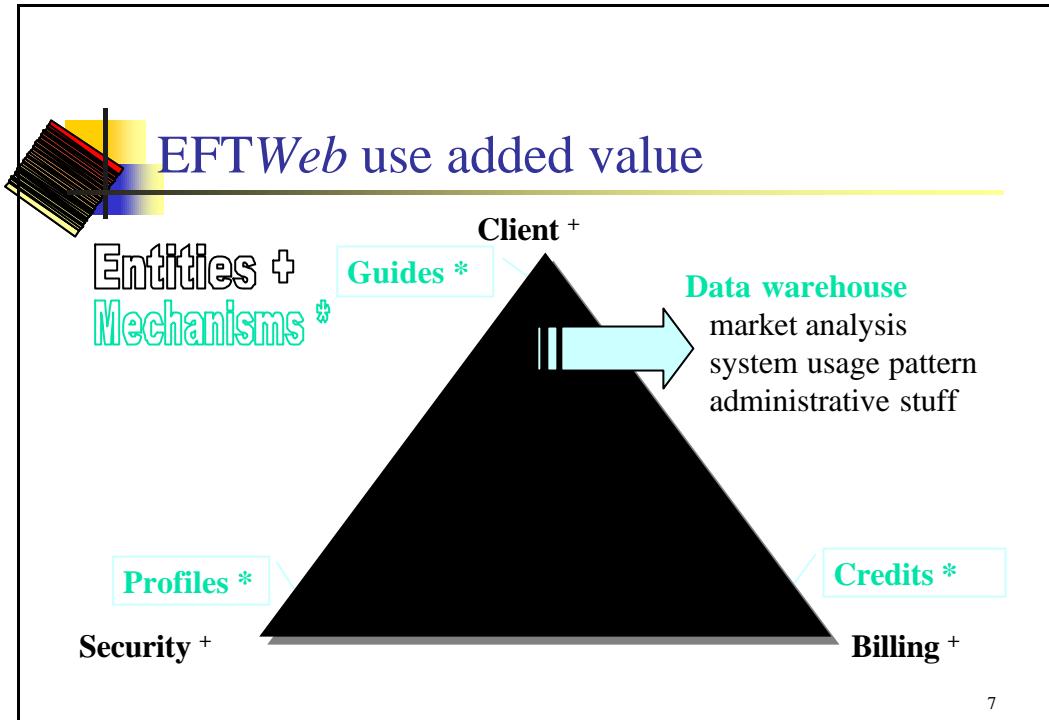 EFTWeb use added value
Client +
Entities +
Mechanisms *
Guides *
Data warehouse
market analysis
system usage pattern
administrative stuff
Profiles *
Credits *
Security +
Billing +
7